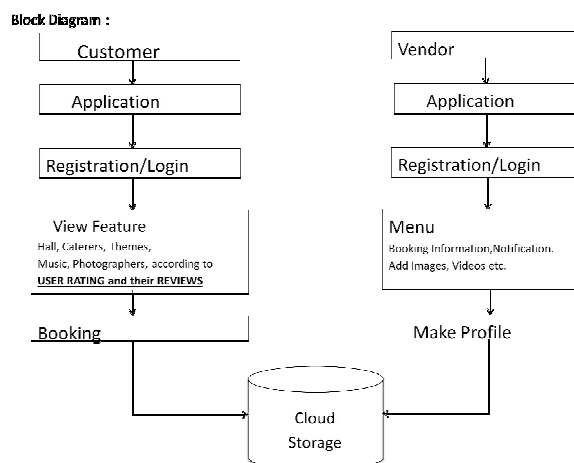 Block Diagram :
Customer
Application
Registration/Login
View Feature
Hall, Caterers, Themes,
Music, Photographers, according to
USER RATING and their REVIEWS
Booking
Vendor
Application
Registration/Login
Menu
Booking Information,Notification.
Add Images, Videos etc.
Make Profile
Cloud
Storage